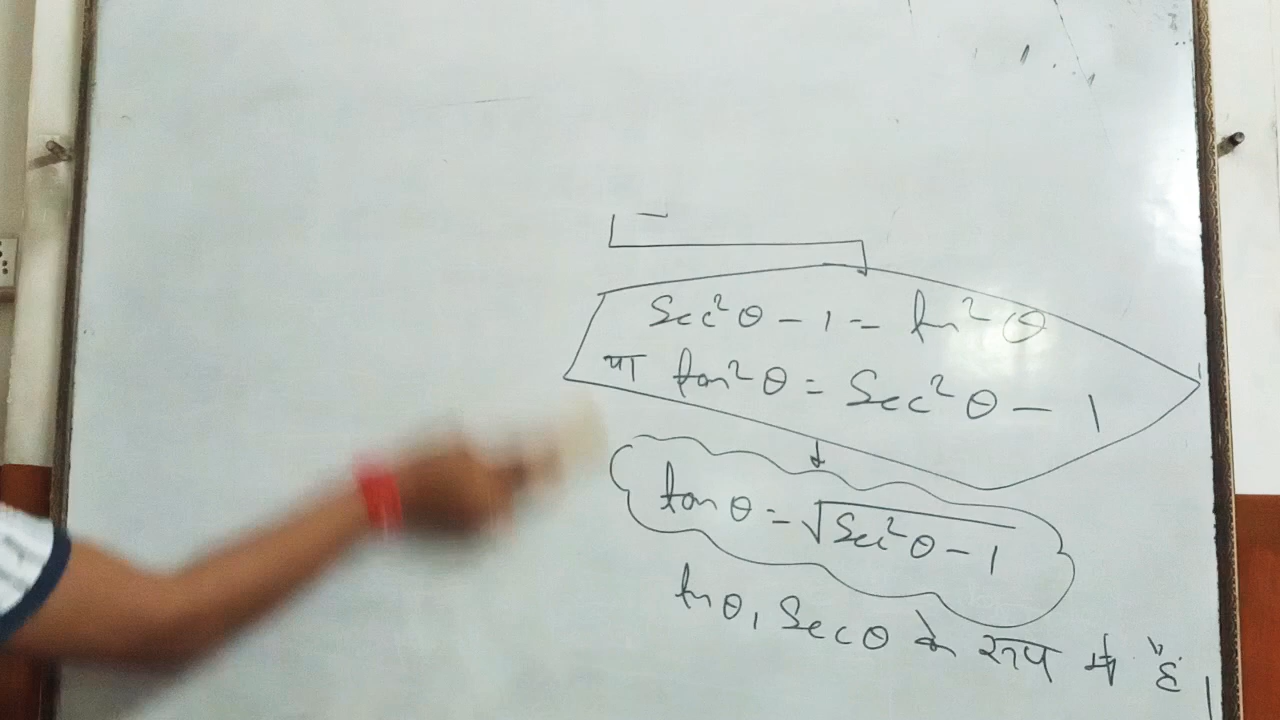 Sec²θ - 1 = tan²θ
या tan²θ = Sec²θ - 1
tanθ = √Sec²θ - 1
tanθ, Secθ के रूप में है।